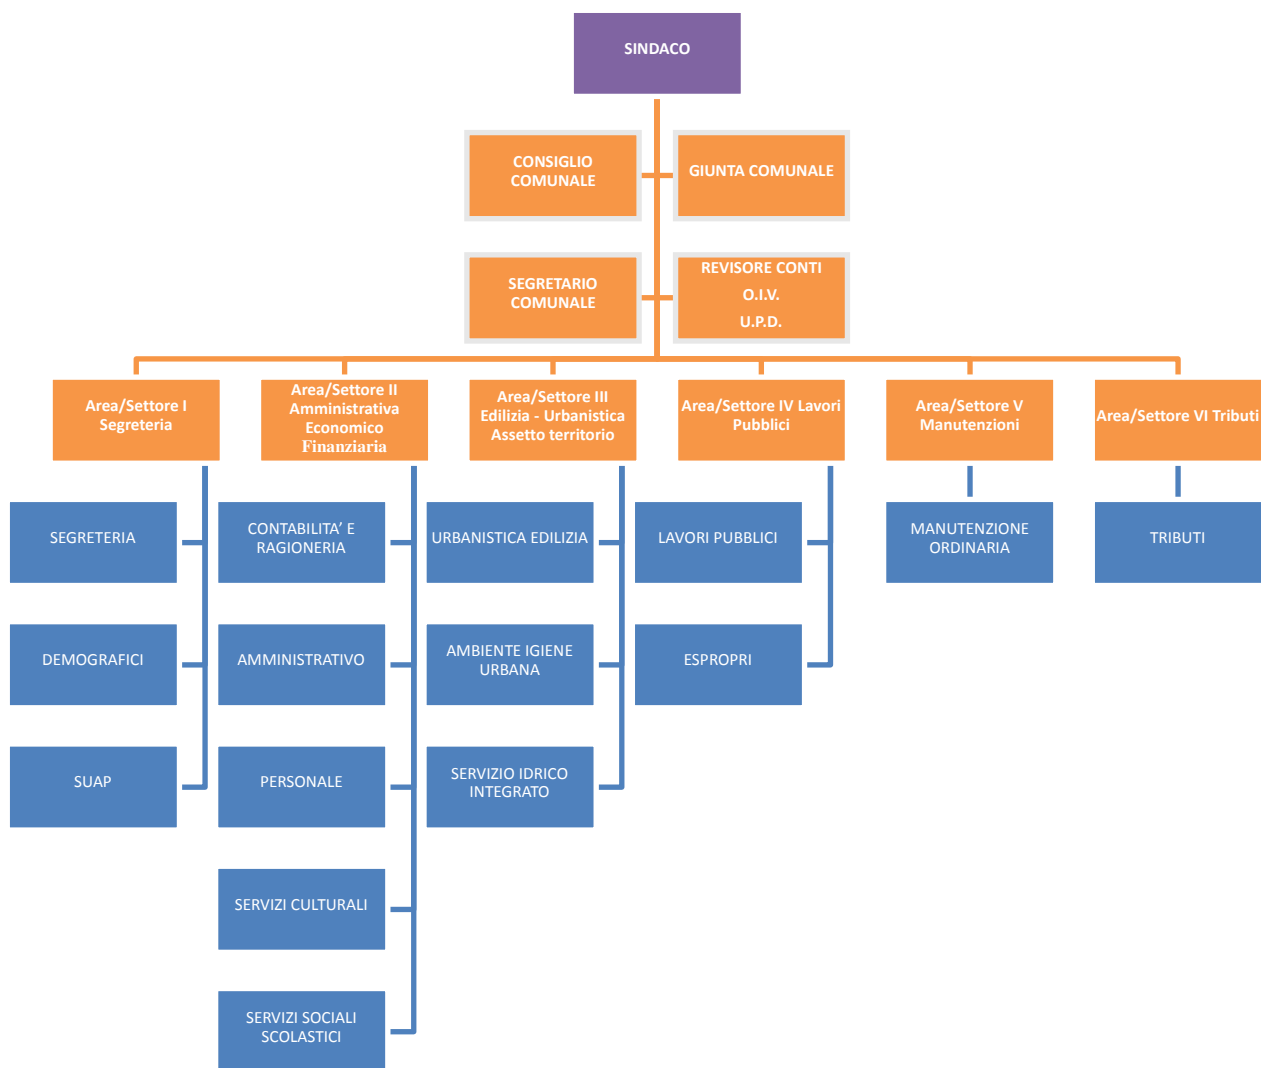 SINDACO
CONSIGLIO
COMUNALE
GIUNTA COMUNALE
SEGRETARIO
COMUNALE
REVISORE CONTI
O.I.V.
U.P.D.
Area/Settore I
Segreteria
Area/Settore II
Amministrativa
Economico
Finanziaria
Area/Settore III
Edilizia - Urbanistica
Assetto territorio
Area/Settore IV Lavori
Pubblici
Area/Settore V
Manutenzioni
Area/Settore VI Tributi
SEGRETERIA
CONTABILITA’ E
RAGIONERIA
URBANISTICA EDILIZIA
LAVORI PUBBLICI
MANUTENZIONE
ORDINARIA
TRIBUTI
DEMOGRAFICI
AMMINISTRATIVO
AMBIENTE IGIENE
URBANA
ESPROPRI
SUAP
PERSONALE
SERVIZIO IDRICO
INTEGRATO
SERVIZI CULTURALI
SERVIZI SOCIALI
SCOLASTICI